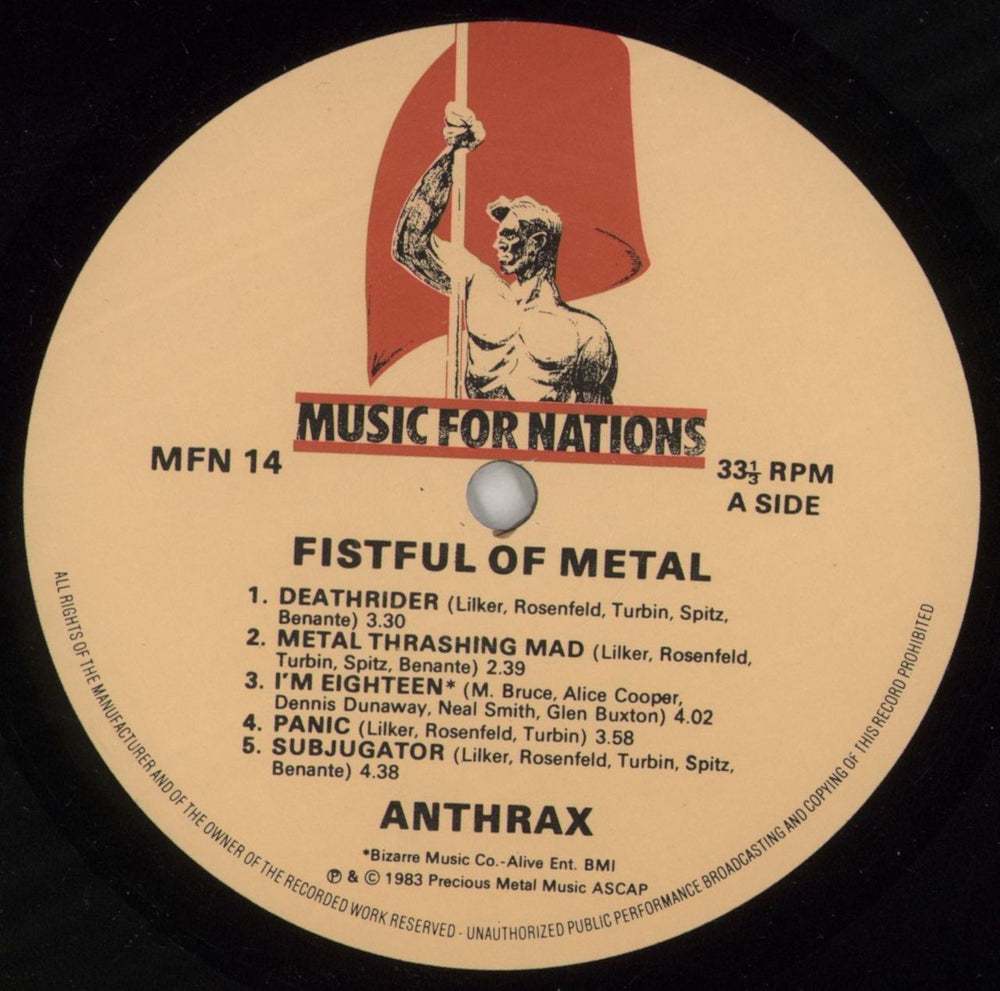 MUSIC FOR NATIONS
MFN 14
33⅓ RPM
A SIDE
FISTFUL OF METAL
1. DEATHRIDER (Lilker, Rosenfeld, Turbin, Spitz,
Benante) 3.30
2. METAL THRASHING MAD (Lilker, Rosenfeld,
Turbin, Spitz, Benante) 2.39
3. I'M EIGHTEEN* (M. Bruce, Alice Cooper,
Dennis Dunaway, Neal Smith, Glen Buxton) 4.02
4. PANIC (Lilker, Rosenfeld, Turbin) 3.58
5. SUBJUGATOR (Lilker, Rosenfeld, Turbin, Spitz,
Benante) 4.38
ANTHRAX
*Bizarre Music Co.-Alive Ent. BMI
℗ & © 1983 Precious Metal Music ASCAP
ALL RIGHTS OF THE MANUFACTURER AND OF THE OWNER OF THE RECORDED WORK RESERVED - UNAUTHORIZED PUBLIC PERFORMANCE BROADCASTING AND COPYING OF THIS RECORD PROHIBITED